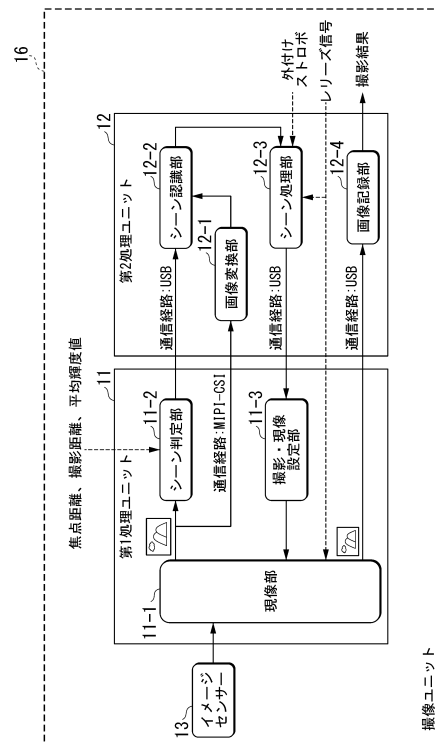 16
焦点距離、撮影距離、平均輝度値
第1処理ユニット
11
第2処理ユニット
12
13
イメージ
センサー
11-1
現像部
シーン判定部
11-2
通信経路:USB
シーン認識部
12-2
通信経路:MIPI-CSI
画像変換部
12-1
撮影・現像
設定部
11-3
通信経路:USB
シーン処理部
12-3
外付け
ストロボ
レリーズ信号
通信経路:USB
画像記録部
12-4
撮影結果
撮像ユニット